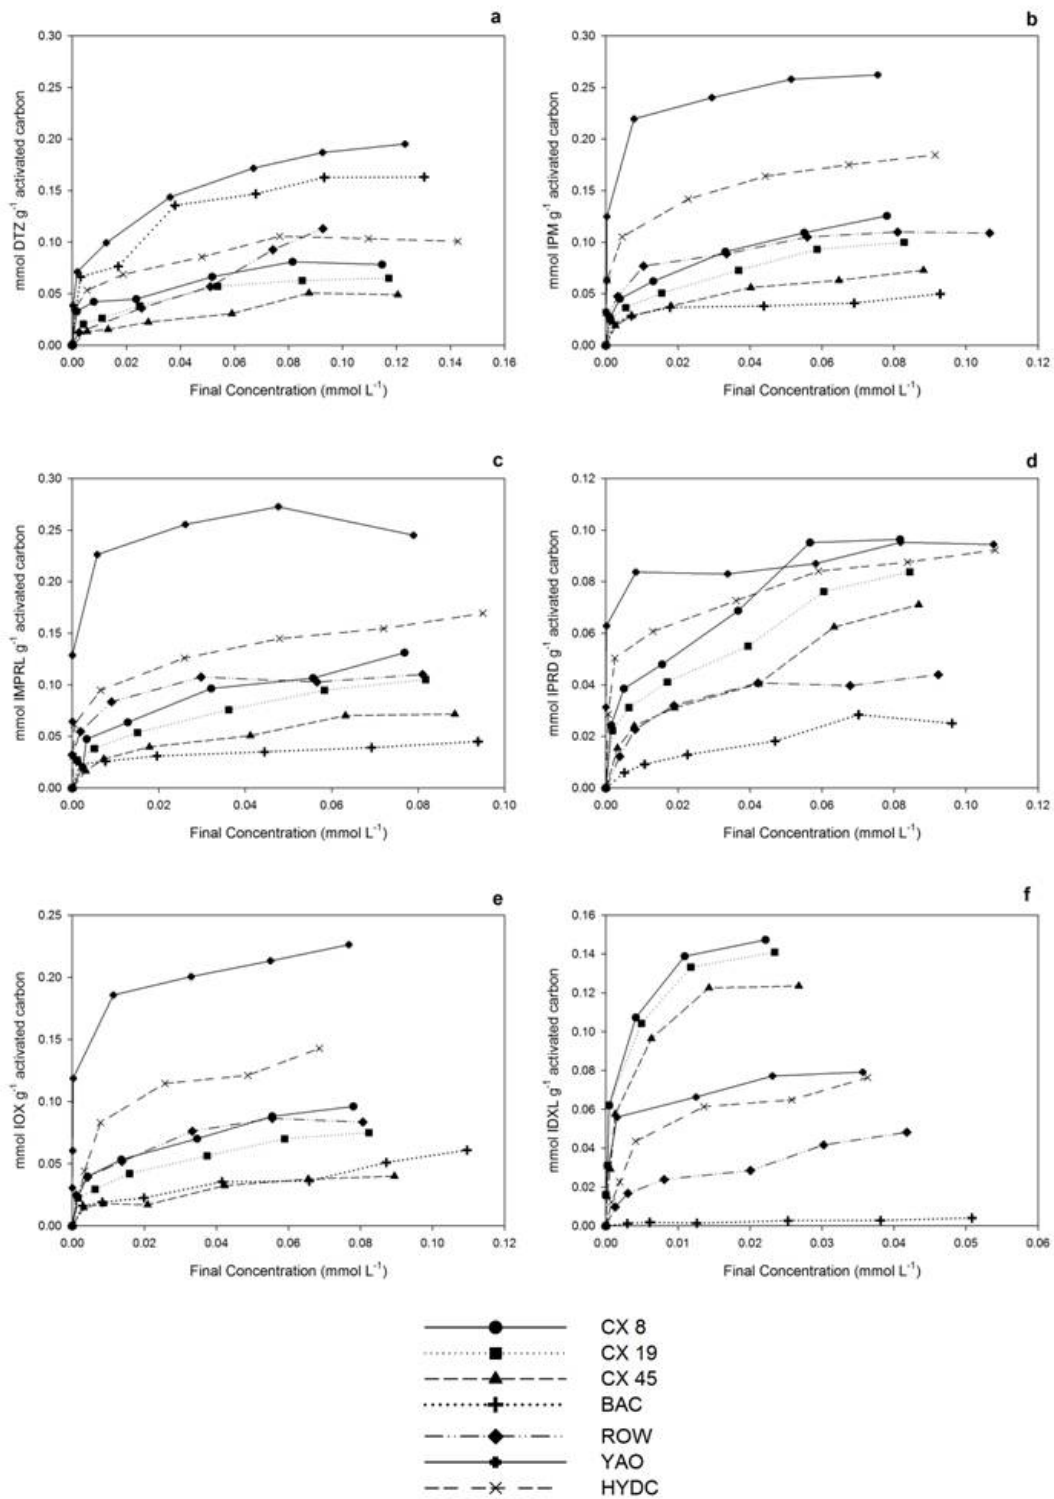 a
0.30
0.25
0.20
0.15
0.10
0.05
0.00
mmol DTZ g-1 activated carbon
0.00 0.02 0.04 0.06 0.08 0.10 0.12 0.14 0.16
Final Concentration (mmol L-1)
b
0.30
0.25
0.20
0.15
0.10
0.05
0.00
mmol IPM g-1 activated carbon
0.00 0.02 0.04 0.06 0.08 0.10 0.12
Final Concentration (mmol L-1)
c
0.30
0.25
0.20
0.15
0.10
0.05
0.00
mmol IMPRL g-1 activated carbon
0.00 0.02 0.04 0.06 0.08 0.10
Final Concentration (mmol L-1)
d
0.12
0.10
0.08
0.06
0.04
0.02
0.00
mmol IPRD g-1 activated carbon
0.00 0.02 0.04 0.06 0.08 0.10 0.12
Final Concentration (mmol L-1)
e
0.25
0.20
0.15
0.10
0.05
0.00
mmol IOX g-1 activated carbon
0.00 0.02 0.04 0.06 0.08 0.10 0.12
Final Concentration (mmol L-1)
f
0.16
0.14
0.12
0.10
0.08
0.06
0.04
0.02
0.00
mmol IDXL g-1 activated carbon
0.00 0.01 0.02 0.03 0.04 0.05 0.06
Final Concentration (mmol L-1)
CX 8
CX 19
CX 45
BAC
ROW
YAO
HYDC